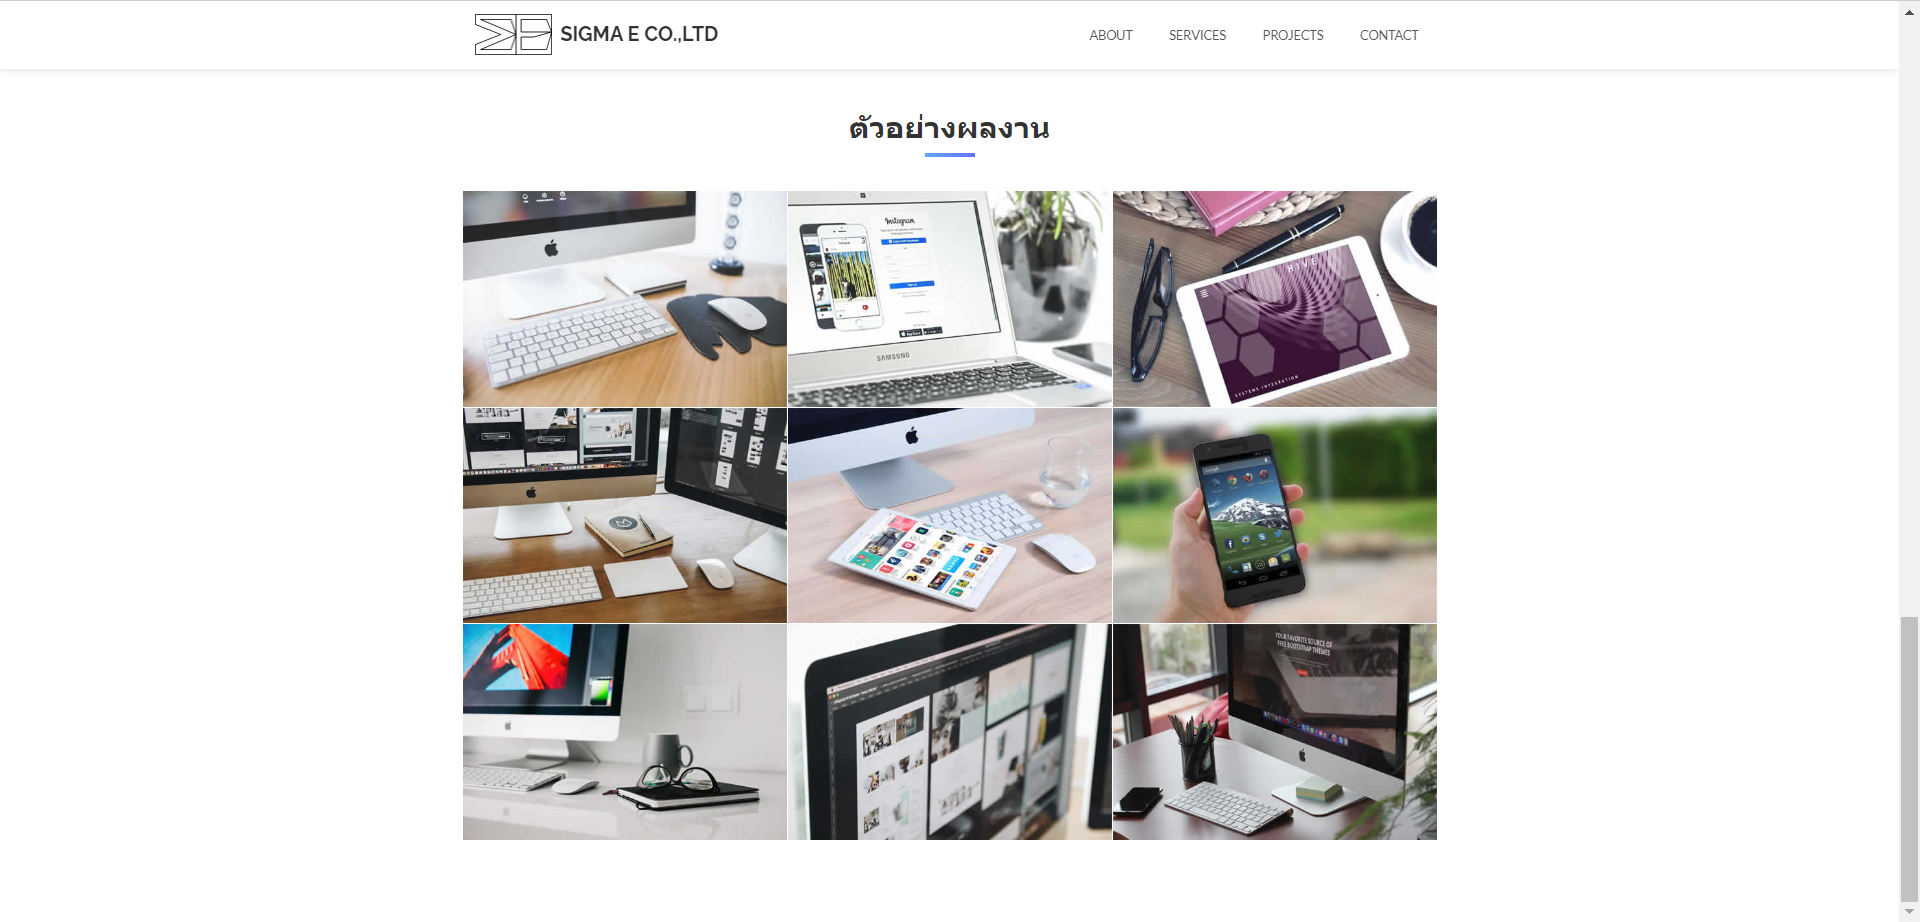 SIGMA E CO.,LTD
ABOUT
SERVICES
PROJECTS
CONTACT
ตัวอย่างผลงาน
Instagram
SAMSUNG
HIVE
SYSTEMS INTEGRATION
Google
YOUR FAVORITE SOURCE OF
FREE BOOTSTRAP THEMES